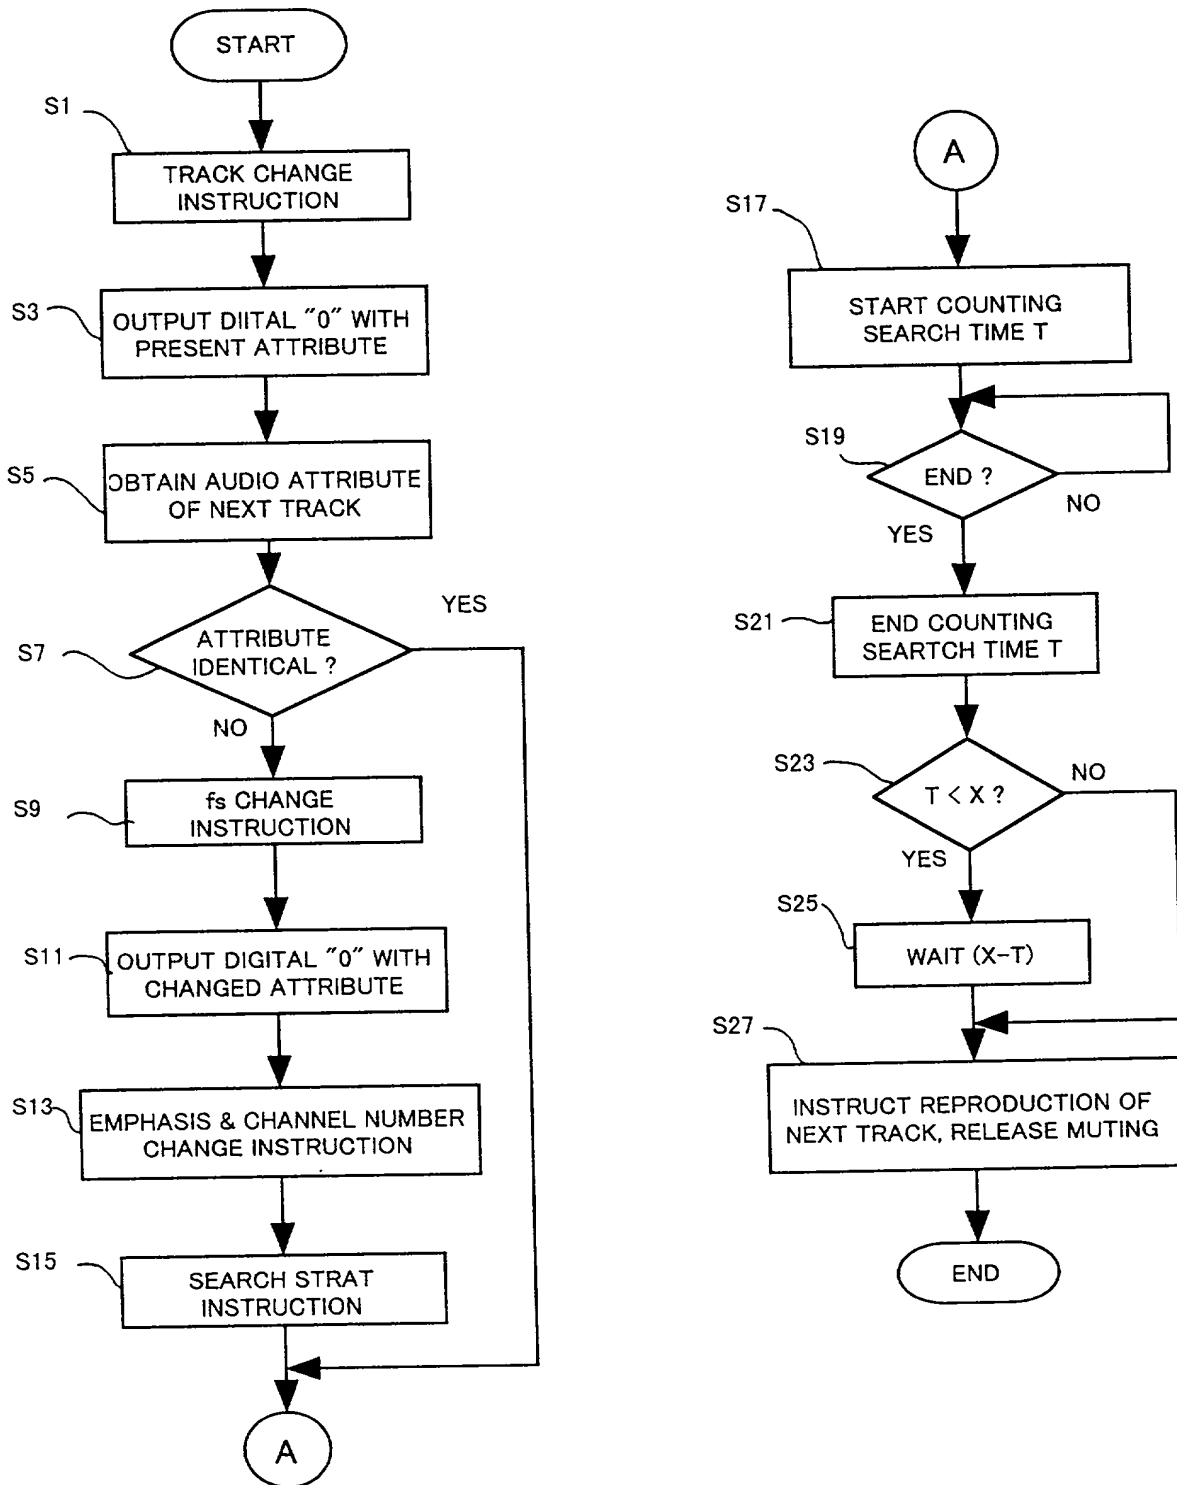 START
S1
TRACK CHANGE
INSTRUCTION
S3
OUTPUT DIITAL "0" WITH
PRESENT ATTRIBUTE
S5
OBTAIN AUDIO ATTRIBUTE
OF NEXT TRACK
YES
S7
ATTRIBUTE
IDENTICAL ?
NO
S9
fs CHANGE
INSTRUCTION
S11
OUTPUT DIGITAL "0" WITH
CHANGED ATTRIBUTE
S13
EMPHASIS & CHANNEL NUMBER
CHANGE INSTRUCTION
S15
SEARCH STRAT
INSTRUCTION
A
A
S17
START COUNTING
SEARCH TIME T
S19
END ?
NO
YES
S21
END COUNTING
SEARTCH TIME T
S23
T < X ?
NO
YES
S25
WAIT (X-T)
S27
INSTRUCT REPRODUCTION OF
NEXT TRACK, RELEASE MUTING
END